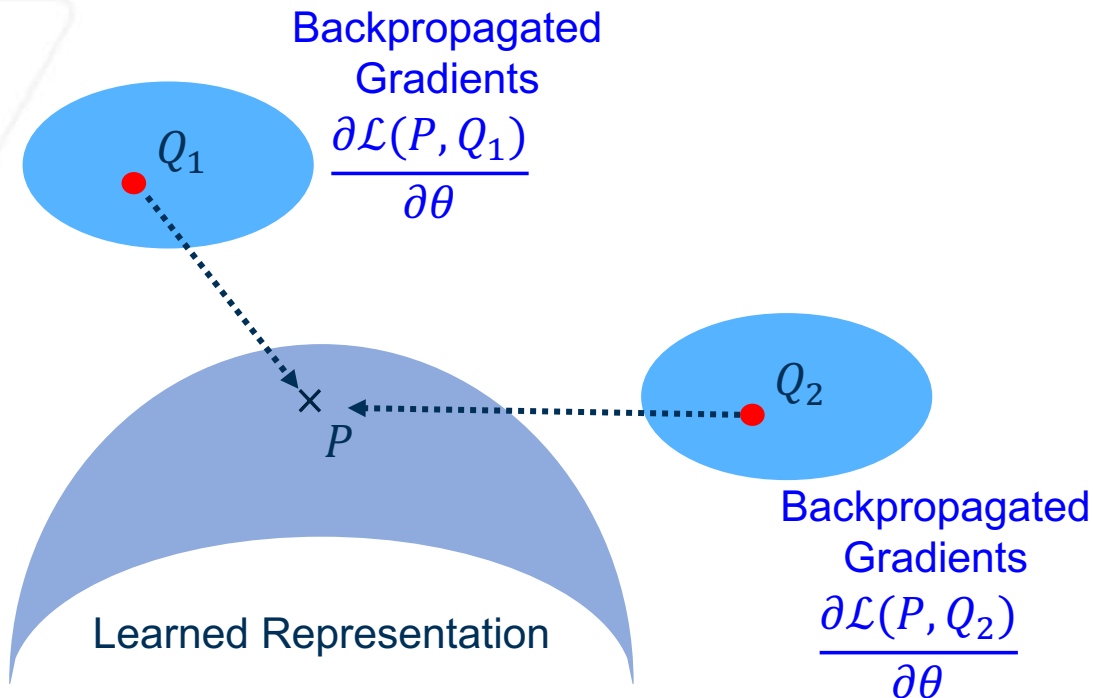 Backpropagated
Gradients
∂ℒ(P, Q₁)
∂θ
Q₁
Q₂
P
Learned Representation
Backpropagated
Gradients
∂ℒ(P, Q₂)
∂θ